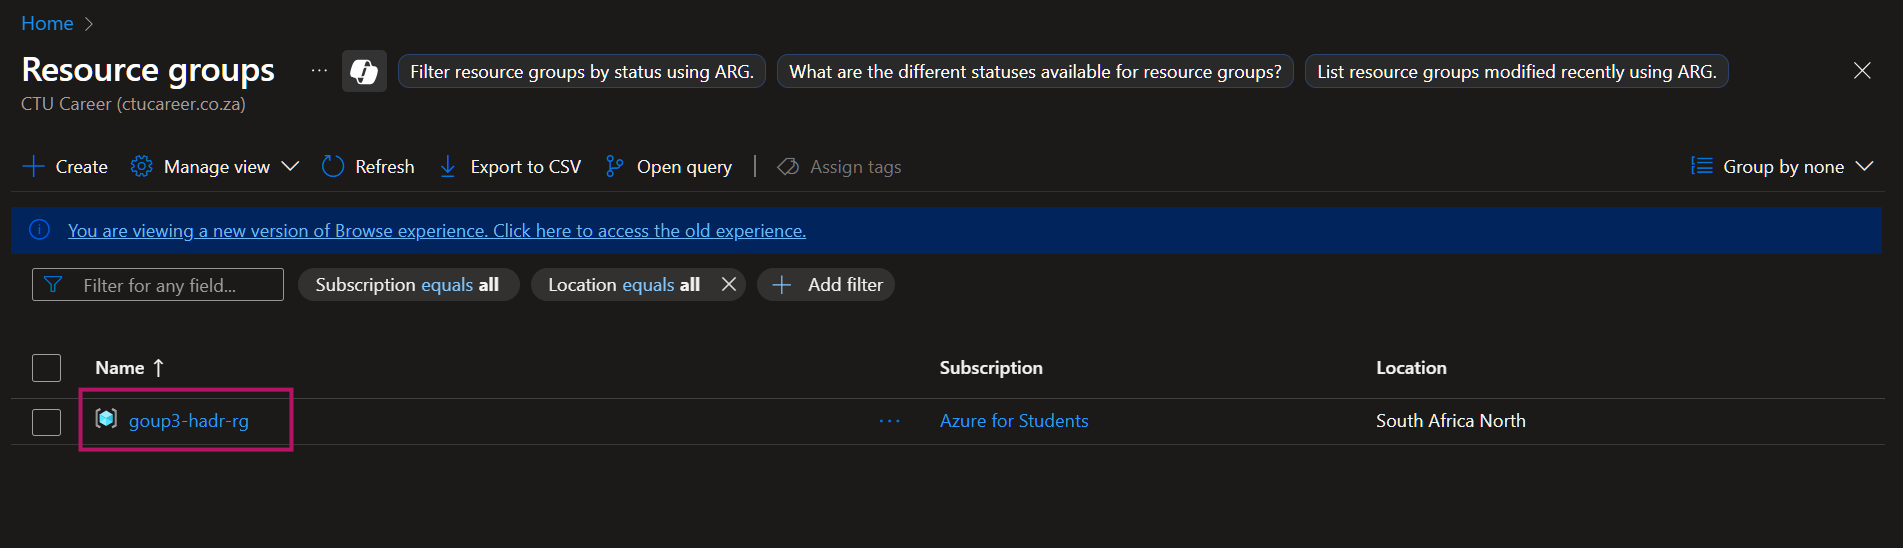 Home >
Resource groups ... Filter resource groups by status using ARG. What are the different statuses available for resource groups? List resource groups modified recently using ARG.
CTU Career (ctucareer.co.za)
Create Manage view Refresh Export to CSV Open query | Assign tags Group by none
You are viewing a new version of Browse experience. Click here to access the old experience.
Filter for any field... Subscription equals all Location equals all Add filter
Name ↑ Subscription Location
goup3-hadr-rg ... Azure for Students South Africa North